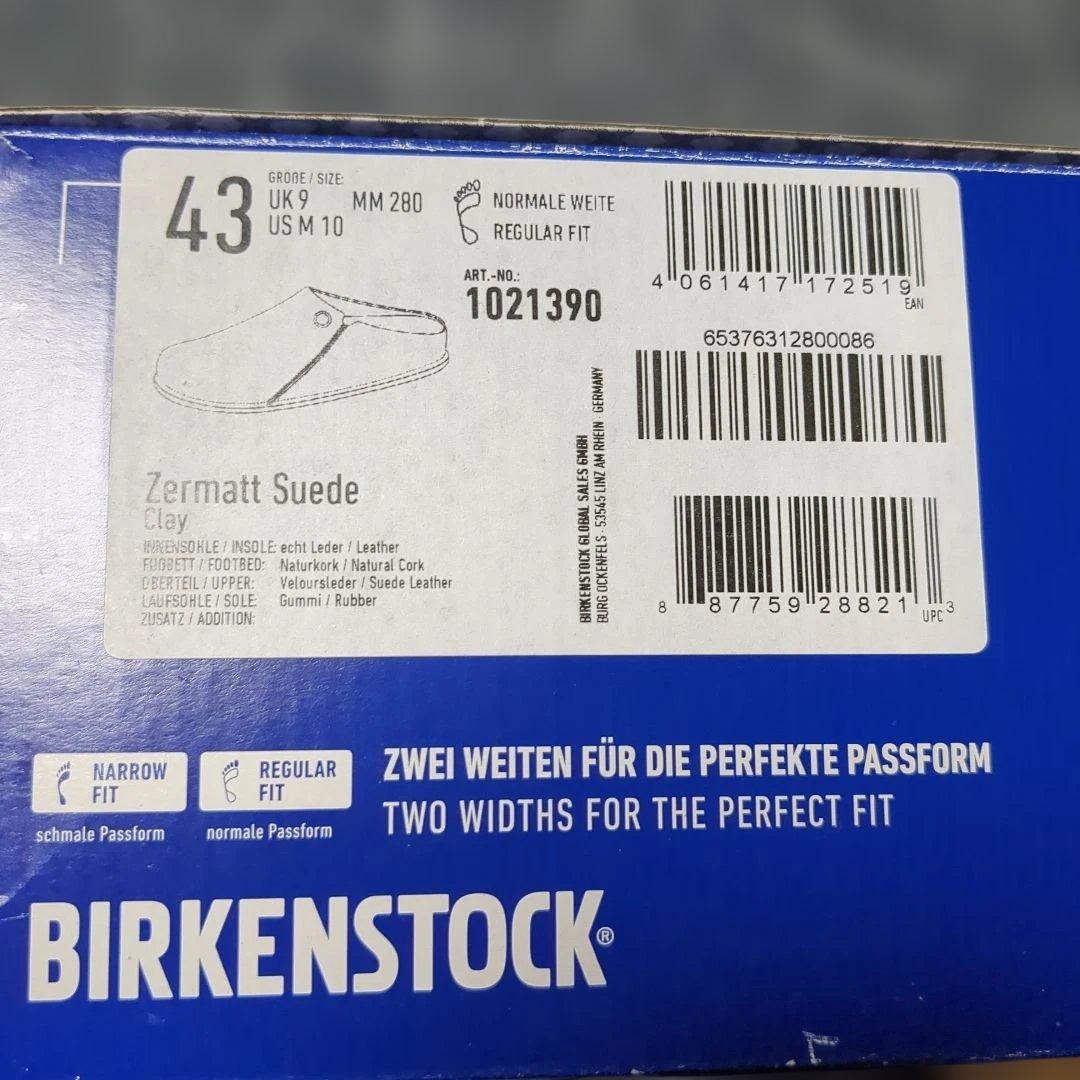 43
GRÖßE / SIZE:
UK 9 MM 280
US M 10
NORMALE WEITE
REGULAR FIT
ART.-NO.:
1021390
4 061417 172519
EAN
65376312800086
8 87759 28821 3
UPC
BIRKENSTOCK GLOBAL SALES GMBH
BURG OCKENFELS · 53545 LINZ AM RHEIN · GERMANY
Zermatt Suede
Clay
INNENSOHLE / INSOLE: echt Leder / Leather
FUßBETT / FOOTBED: Naturkork / Natural Cork
OBERTEIL / UPPER: Veloursleder / Suede Leather
LAUFSOHLE / SOLE: Gummi / Rubber
ZUSATZ / ADDITION:
NARROW
FIT
schmale Passform
REGULAR
FIT
normale Passform
ZWEI WEITEN FÜR DIE PERFEKTE PASSFORM
TWO WIDTHS FOR THE PERFECT FIT
BIRKENSTOCK®